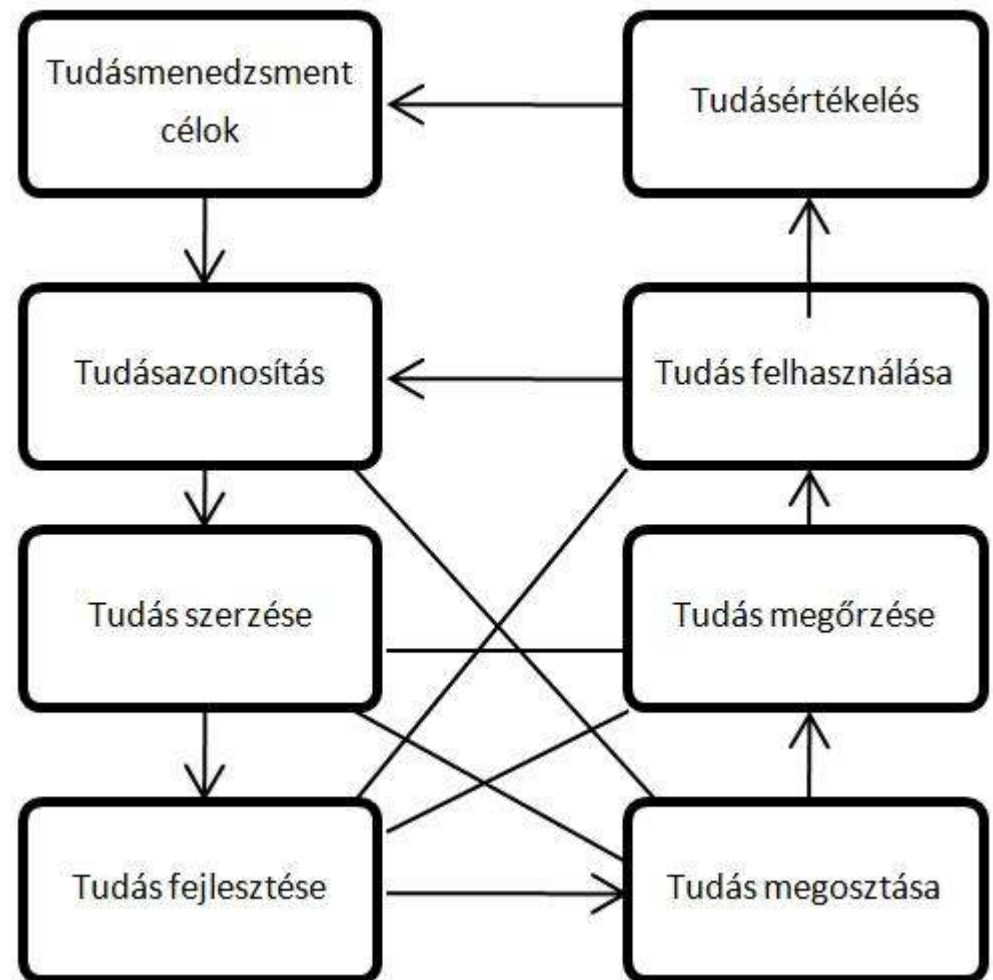 Tudásmenedzsment
célok
Tudásértékelés
Tudásazonosítás
Tudás felhasználása
Tudás szerzése
Tudás megőrzése
Tudás fejlesztése
Tudás megosztása